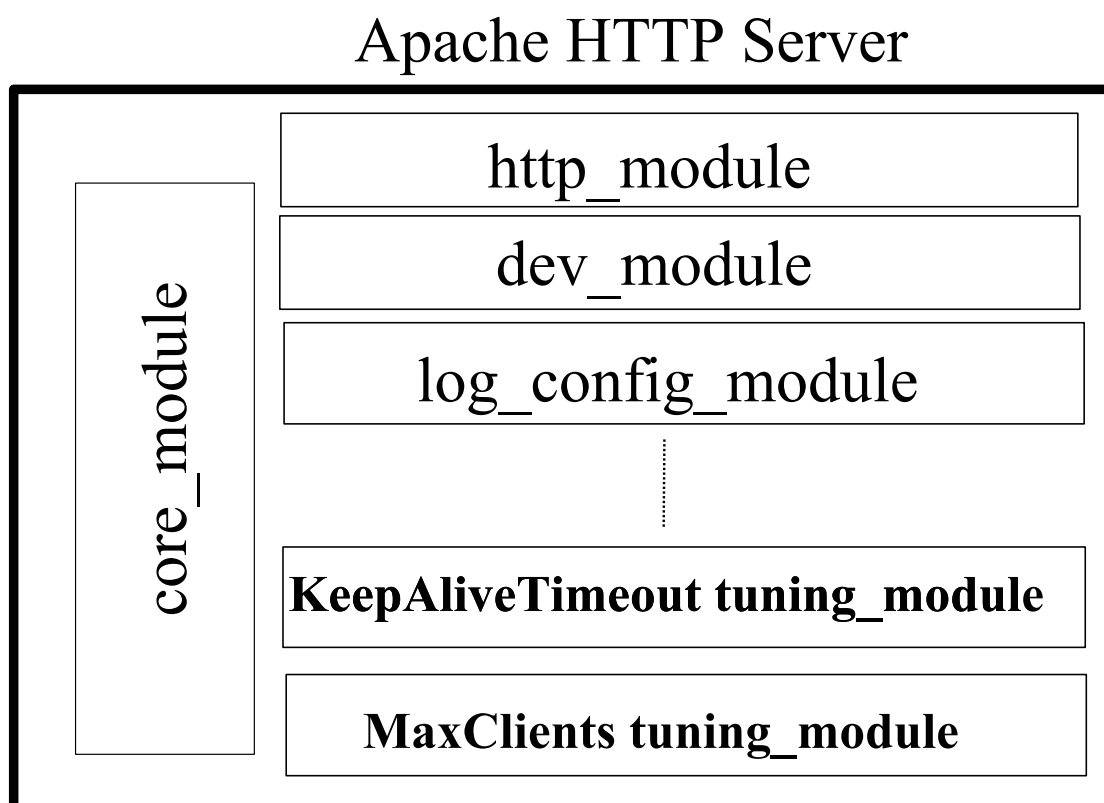 Apache HTTP Server
http_module
dev_module
log_config_module
core_module
KeepAliveTimeout tuning_module
MaxClients tuning_module